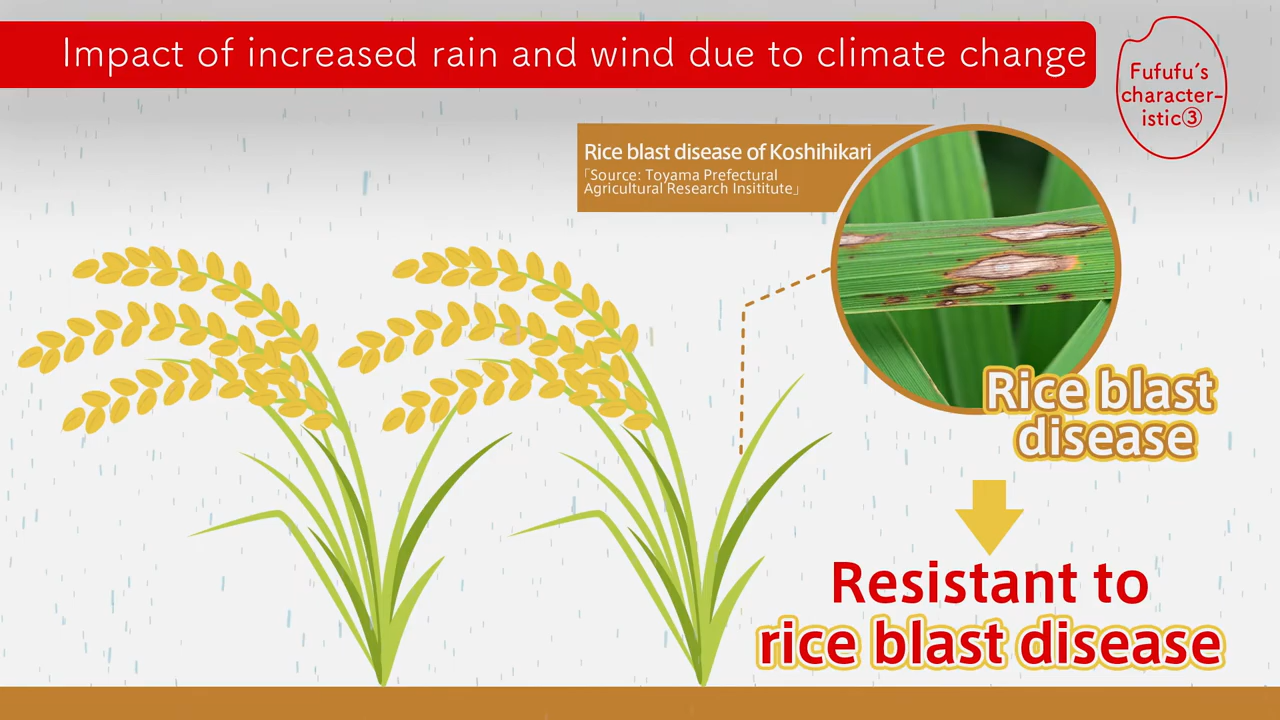 Impact of increased rain and wind due to climate change
Fufufu's
character-
istic③
Rice blast disease of Koshihikari
「Source: Toyama Prefectural
Agricultural Research Insititute」
Rice blast
disease
Resistant to
rice blast disease